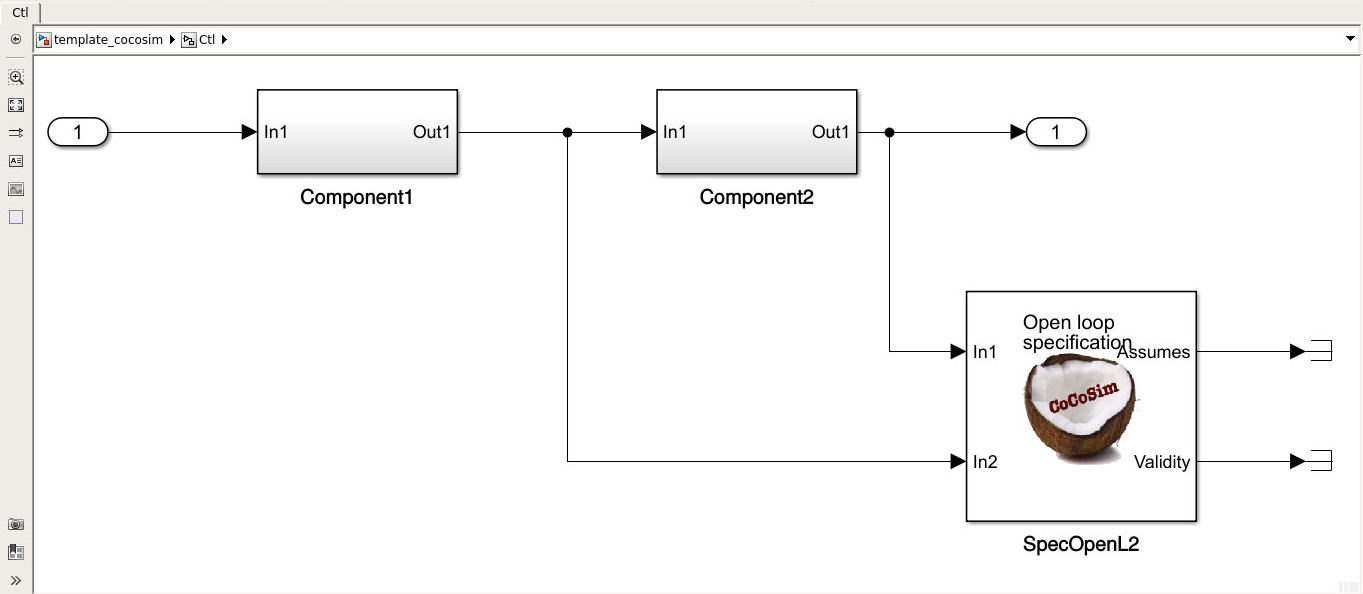 Ctl
template_cocosim Ctl
1
In1
Out1
Component1
In1
Out1
Component2
1
Open loop
specification
In1
Assumes
CoCoSim
In2
Validity
SpecOpenL2